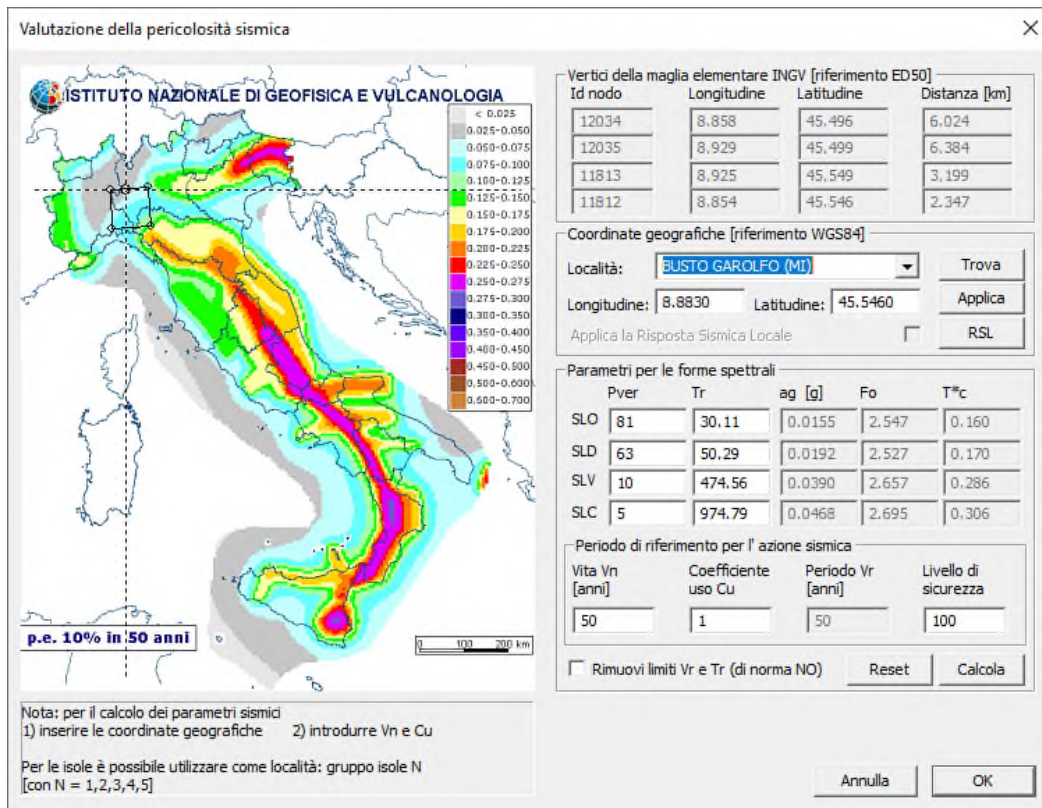 Valutazione della pericolosità sismica
ISTITUTO NAZIONALE DI GEOFISICA E VULCANOLOGIA
< 0.025
0.025-0.050
0.050-0.075
0.075-0.100
0.100-0.125
0.125-0.150
0.150-0.175
0.175-0.200
0.200-0.225
0.225-0.250
0.250-0.275
0.275-0.300
0.300-0.350
0.350-0.400
0.400-0.450
0.450-0.500
0.500-0.600
0.600-0.700
p.e. 10% in 50 anni
0 100 200 km
Nota: per il calcolo dei parametri sismici
1) inserire le coordinate geografiche 2) introdurre Vn e Cu
Per le isole è possibile utilizzare come località: gruppo isole N
[con N = 1,2,3,4,5]
Vertici della maglia elementare INGV [riferimento ED50]
Id nodo Longitudine Latitudine Distanza [km]
12034 8.858 45.496 6.024
12035 8.929 45.499 6.384
11813 8.925 45.549 3.199
11812 8.854 45.546 2.347
Coordinate geografiche [riferimento WGS84]
Località: BUSTO GAROLFO (MI) Trova
Longitudine: 8.8830 Latitudine: 45.5460 Applica
Applica la Risposta Sismica Locale RSL
Parametri per le forme spettrali
Pver Tr ag [g] Fo T*c
SLO 81 30.11 0.0155 2.547 0.160
SLD 63 50.29 0.0192 2.527 0.170
SLV 10 474.56 0.0390 2.657 0.286
SLC 5 974.79 0.0468 2.695 0.306
Periodo di riferimento per l' azione sismica
Vita Vn [anni] Coefficiente uso Cu Periodo Vr [anni] Livello di sicurezza
50 1 50 100
Rimuovi limiti Vr e Tr (di norma NO) Reset Calcola
Annulla OK